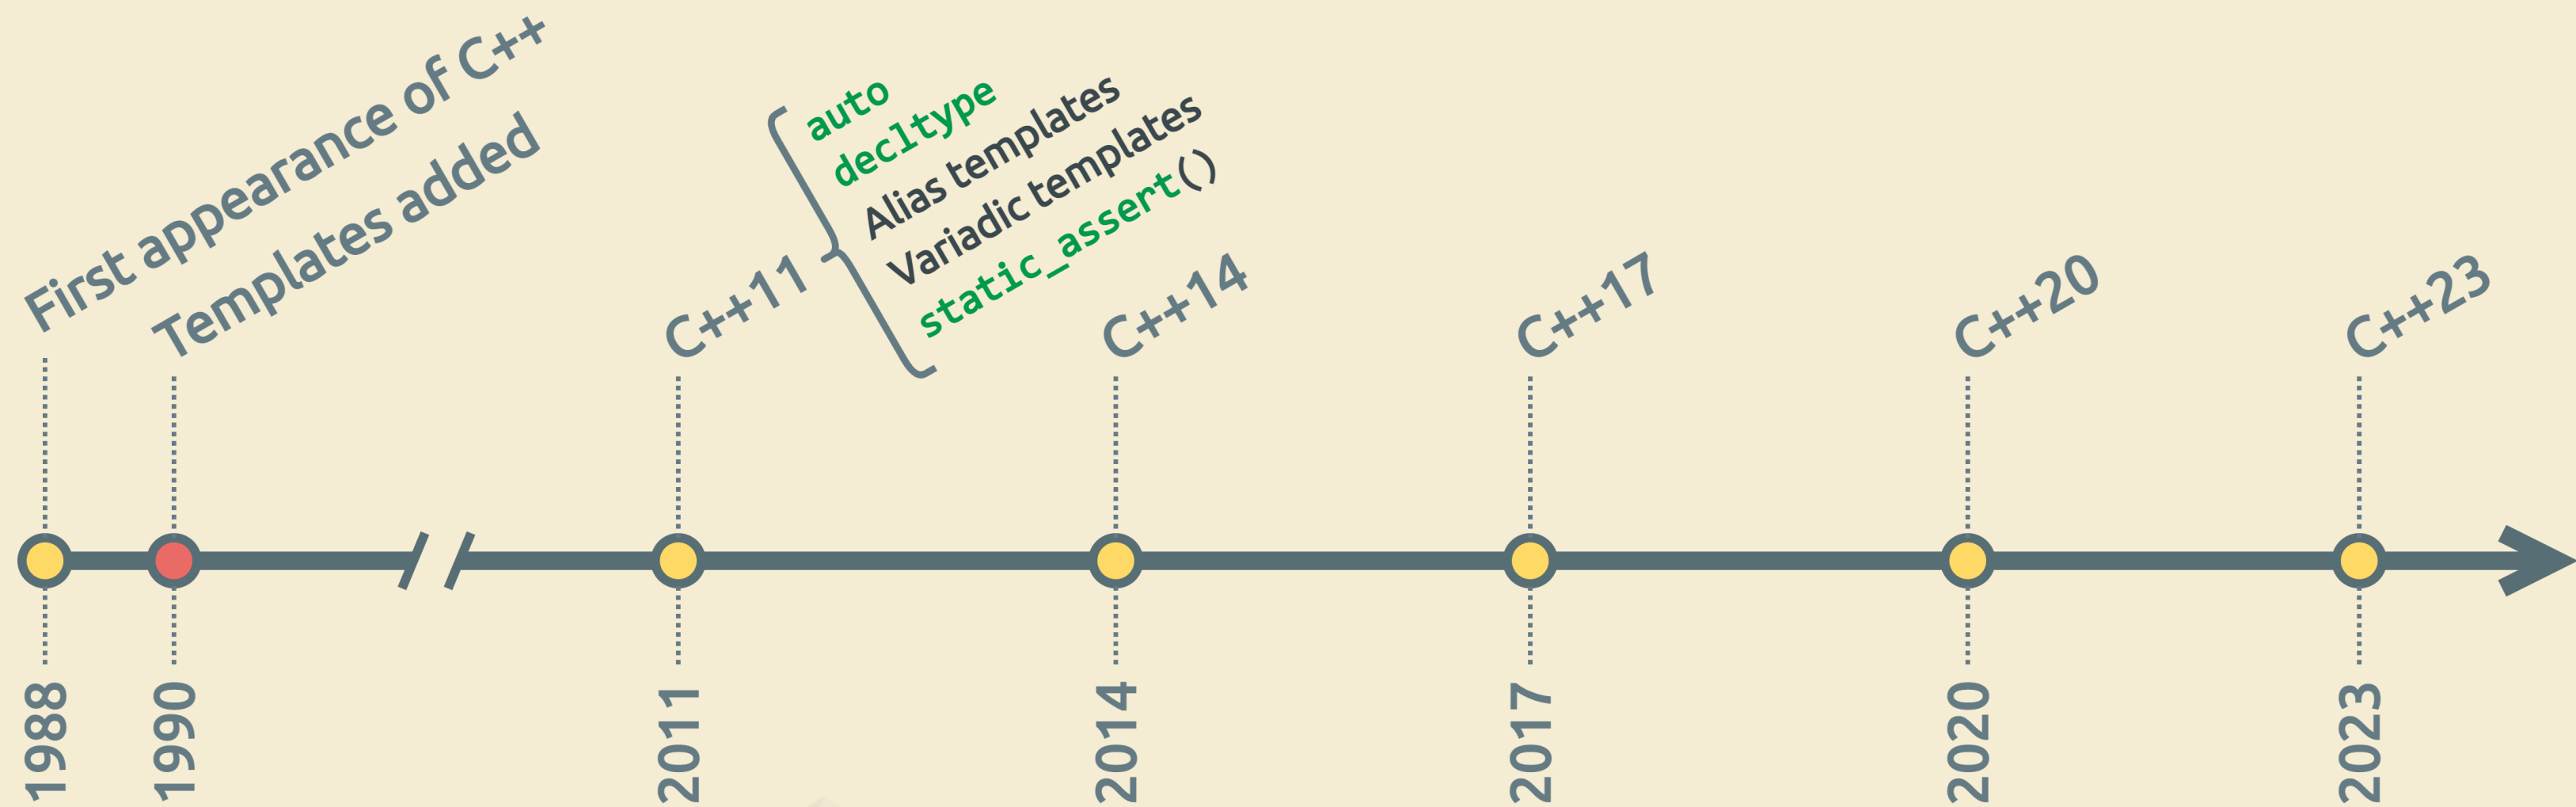 First appearance of C++
Templates added
C++11
auto
decltype
Alias templates
Variadic templates
static_assert()
C++14
C++17
C++20
C++23
1988
1990
2011
2014
2017
2020
2023